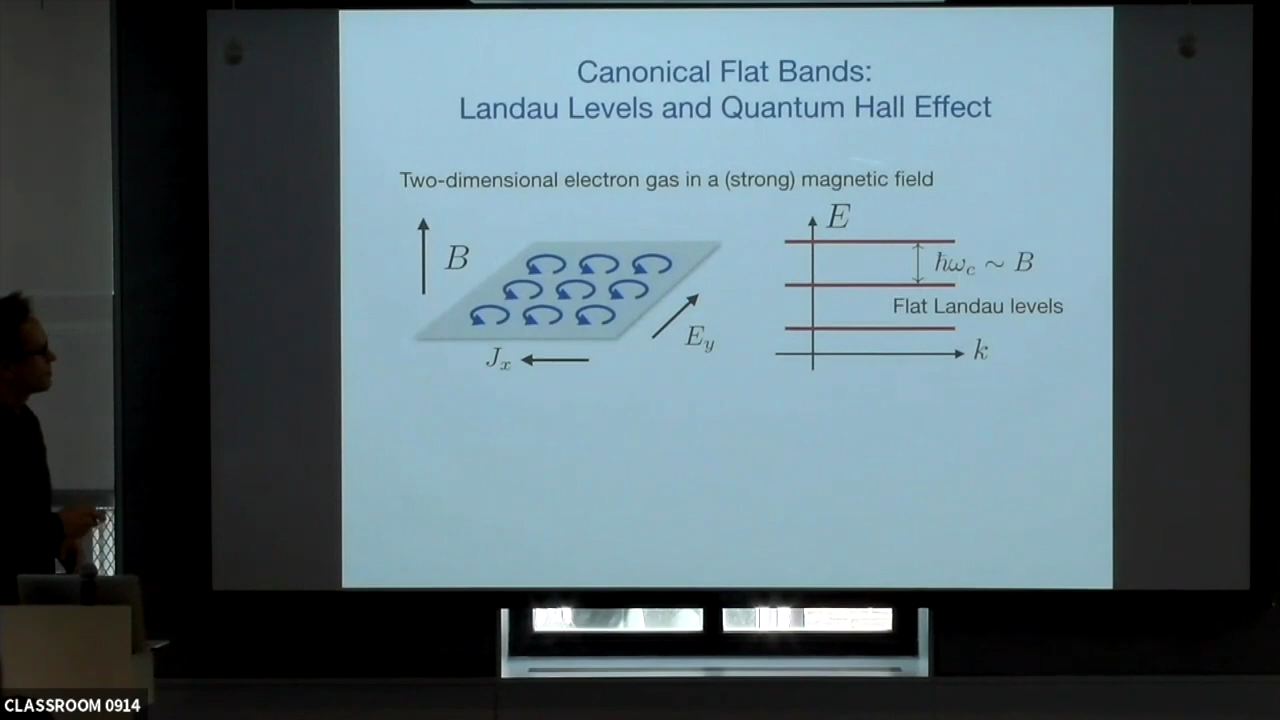 Canonical Flat Bands:
Landau Levels and Quantum Hall Effect
Two-dimensional electron gas in a (strong) magnetic field
B
E_y
J_x
E
ħω_c ~ B
Flat Landau levels
k
CLASSROOM 0914